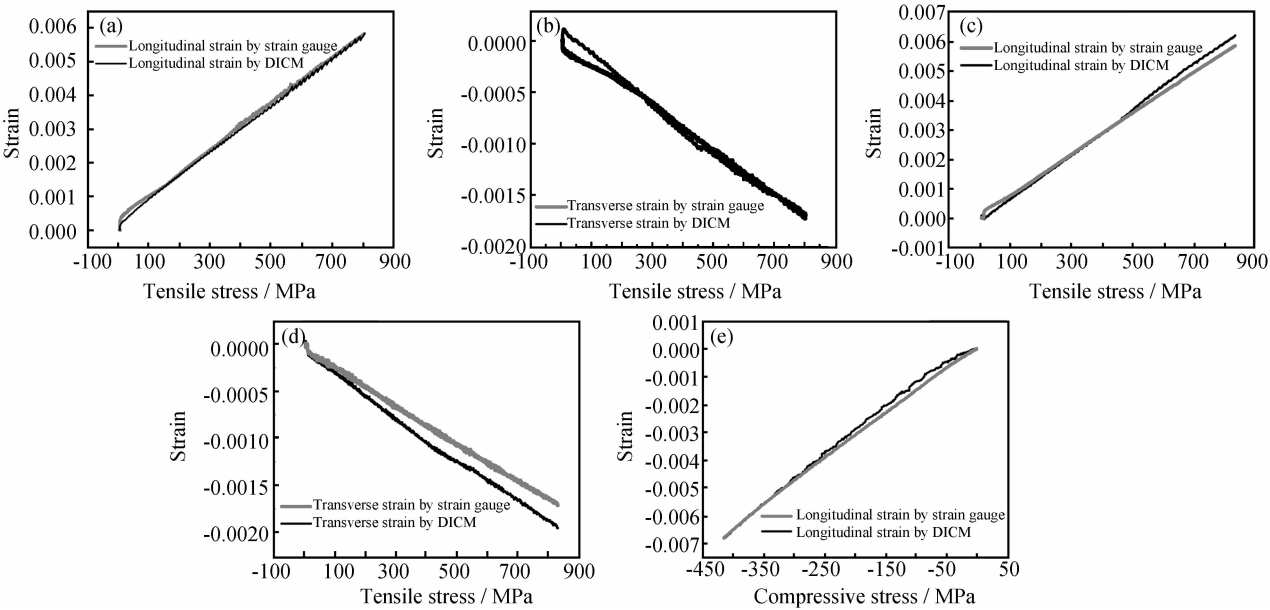 (a)
Longitudinal strain by strain gauge
Longitudinal strain by DICM
0.006
0.005
0.004
0.003
0.002
0.001
0.000
Strain
-100 100 300 500 700 900
Tensile stress / MPa
(b)
0.0000
-0.0005
-0.0010
-0.0015
-0.0020
Strain
Transverse strain by strain gauge
Transverse strain by DICM
-100 100 300 500 700 900
Tensile stress / MPa
(c)
Longitudinal strain by strain gauge
Longitudinal strain by DICM
0.007
0.006
0.005
0.004
0.003
0.002
0.001
0.000
-0.001
Strain
-100 100 300 500 700 900
Tensile stress / MPa
(d)
0.0000
-0.0005
-0.0010
-0.0015
-0.0020
Strain
Transverse strain by strain gauge
Transverse strain by DICM
-100 100 300 500 700 900
Tensile stress / MPa
(e)
0.001
0.000
-0.001
-0.002
-0.003
-0.004
-0.005
-0.006
-0.007
Strain
Longitudinal strain by strain gauge
Longitudinal strain by DICM
-450 -350 -250 -150 -50 50
Compressive stress / MPa